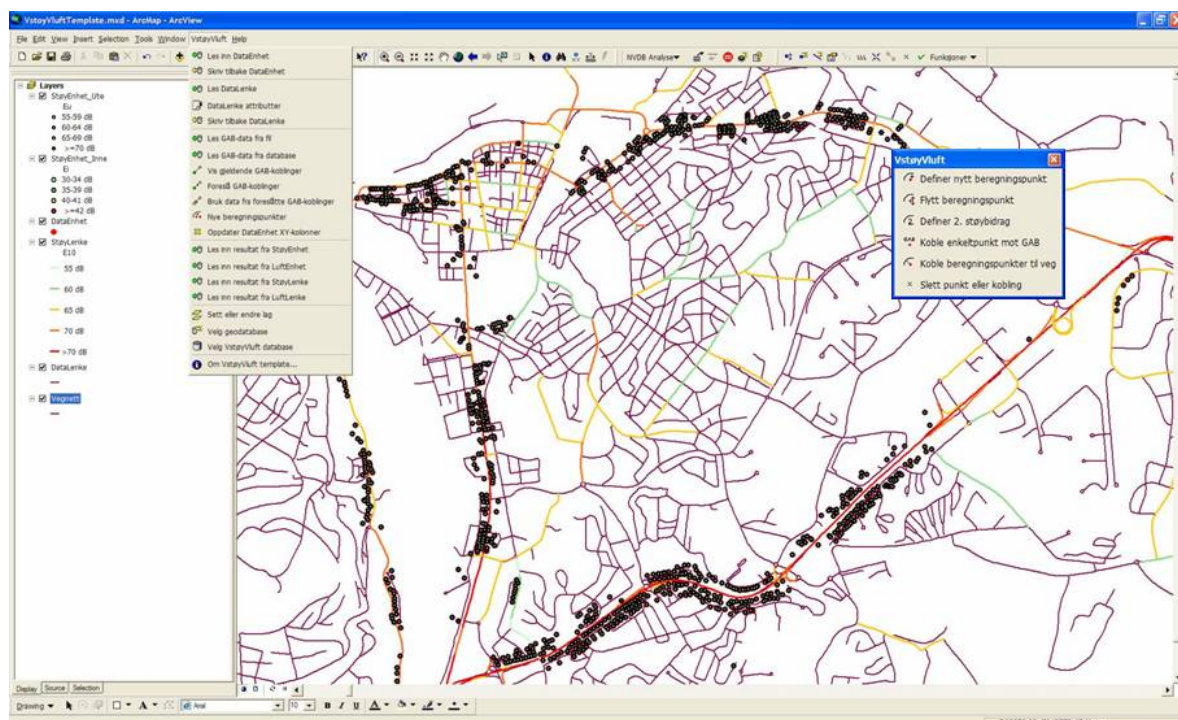 VstøyVluftTemplate.mxd - ArcMap - ArcView
File Edit View Insert Selection Tools Window VstøyVluft Help
NVDB Analyse
Funksjoner
Layers
StøyEnhet_Ute
Eu
55-59 dB
60-64 dB
65-69 dB
>=70 dB
StøyEnhet_Inne
Ei
30-34 dB
35-39 dB
40-41 dB
>=42 dB
DataEnhet
StøyLenke
E10
55 dB
60 dB
65 dB
70 dB
>70 dB
DataLenke
Vegnett
Les inn DataEnhet
Skriv tilbake DataEnhet
Les DataLenke
DataLenke attributter
Skriv tilbake DataLenke
Les GAB-data fra fil
Les GAB-data fra database
Vis gjeldende GAB-koblinger
Foreslå GAB-koblinger
Bruk data fra foreslåtte GAB-koblinger
Nye beregningspunkter
Oppdater DataEnhet XY-kolonner
Les inn resultat fra StøyEnhet
Les inn resultat fra LuftEnhet
Les inn resultat fra StøyLenke
Les inn resultat fra LuftLenke
Sett eller endre lag
Velg geodatabase
Velg VstøyVluft database
Om VstøyVluft template...
VstøyVluft
Definer nytt beregningspunkt
Flytt beregningspunkt
Definer 2. støybidrag
GAB Koble enkeltpunkt mot GAB
Koble beregningspunkter til veg
Slett punkt eller kobling
Display Source Selection
Drawing A Arial 10 B I U A